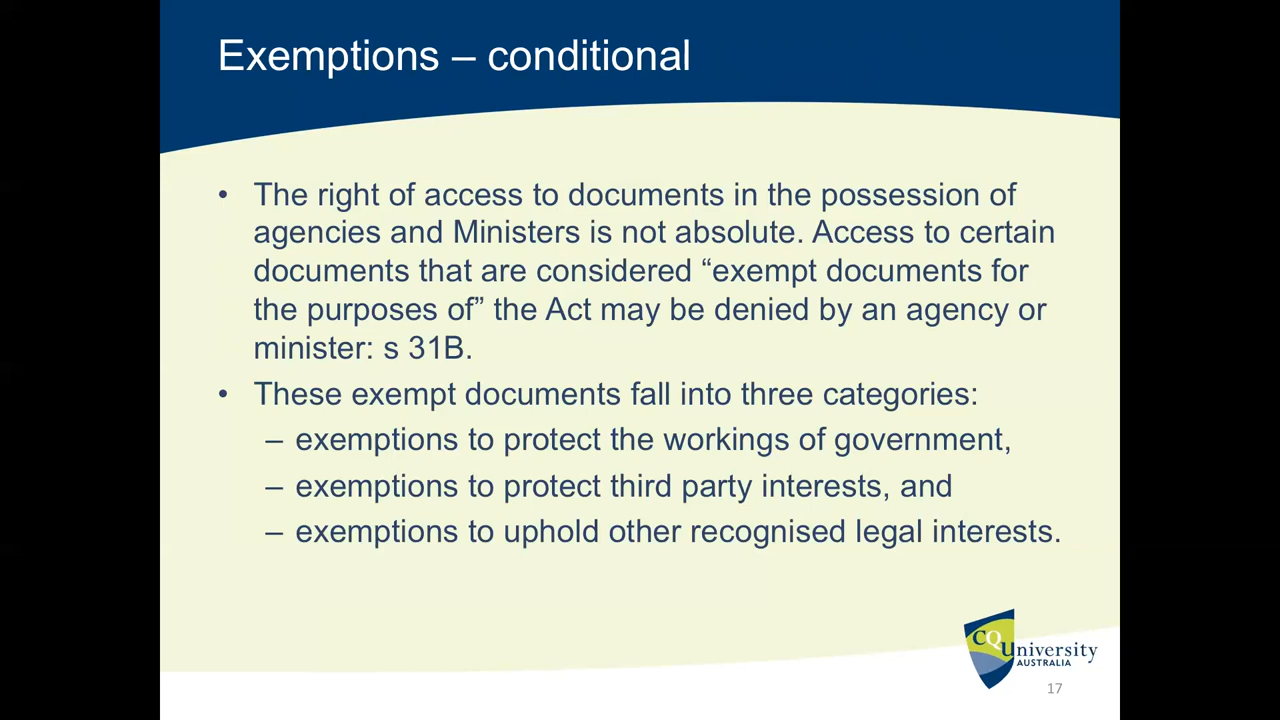 Exemptions – conditional
• The right of access to documents in the possession of
agencies and Ministers is not absolute. Access to certain
documents that are considered “exempt documents for
the purposes of” the Act may be denied by an agency or
minister: s 31B.
• These exempt documents fall into three categories:
– exemptions to protect the workings of government,
– exemptions to protect third party interests, and
– exemptions to uphold other recognised legal interests.
CQUniversity
AUSTRALIA
17